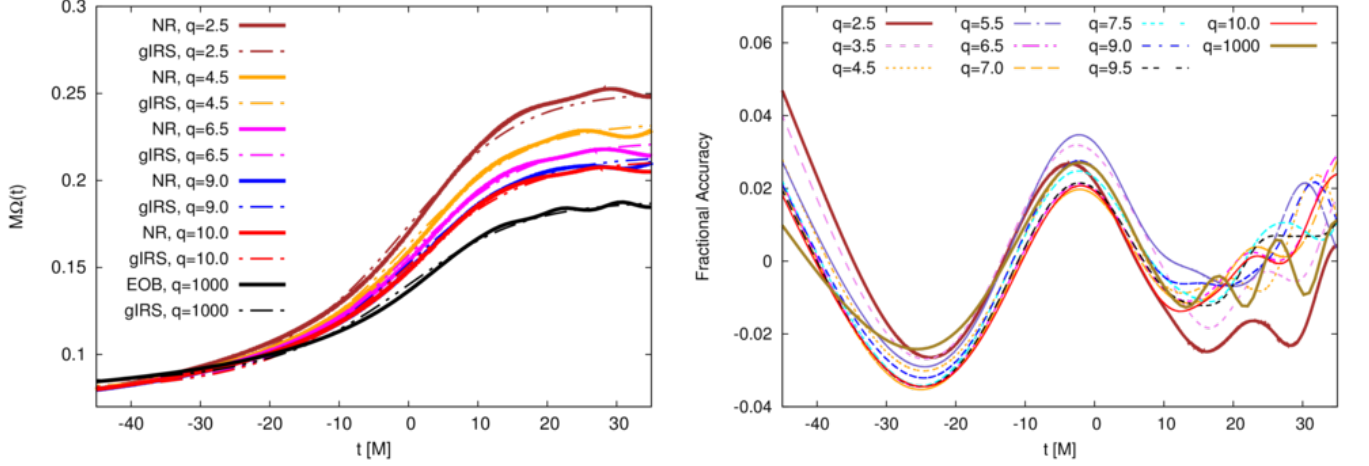 0.3
0.25
0.2
0.15
0.1
MΩ(t)
NR, q=2.5
gIRS, q=2.5
NR, q=4.5
gIRS, q=4.5
NR, q=6.5
gIRS, q=6.5
NR, q=9.0
gIRS, q=9.0
NR, q=10.0
gIRS, q=10.0
EOB, q=1000
gIRS, q=1000
-40 -30 -20 -10 0 10 20 30
t [M]
0.06
0.04
0.02
0
-0.02
-0.04
Fractional Accuracy
q=2.5 q=5.5 q=7.5 q=10.0
q=3.5 q=6.5 q=9.0 q=1000
q=4.5 q=7.0 q=9.5
-40 -30 -20 -10 0 10 20 30
t [M]